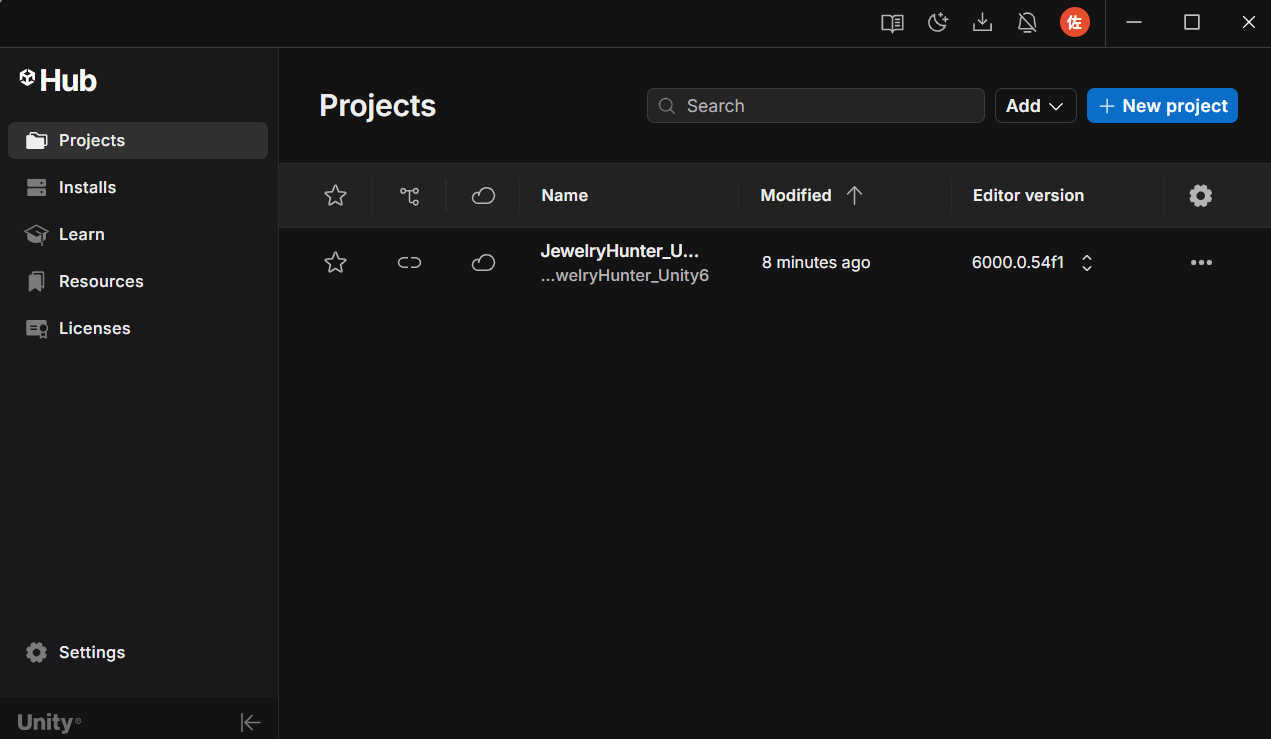 佐
Hub
Projects
Installs
Learn
Resources
Licenses
Settings
Unity®
Projects
Search
Add
New project
Name
Modified
Editor version
JewelryHunter_U...
...welryHunter_Unity6
8 minutes ago
6000.0.54f1